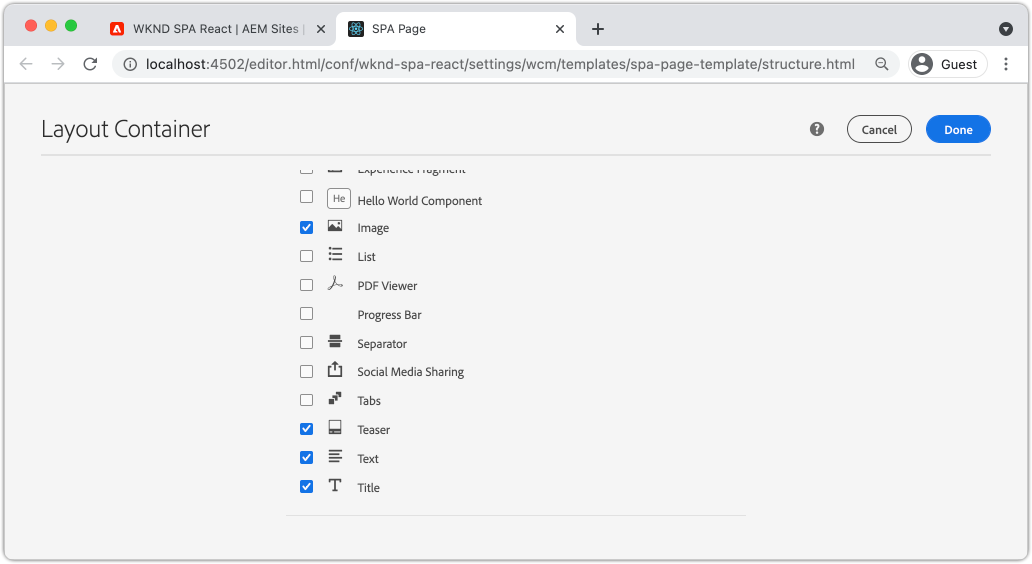 WKND SPA React | AEM Sites |
SPA Page
localhost:4502/editor.html/conf/wknd-spa-react/settings/wcm/templates/spa-page-template/structure.html
Guest
Layout Container
?
Cancel
Done
Experience Fragment
He
Hello World Component
Image
List
PDF Viewer
Progress Bar
Separator
Social Media Sharing
Tabs
Teaser
Text
Title